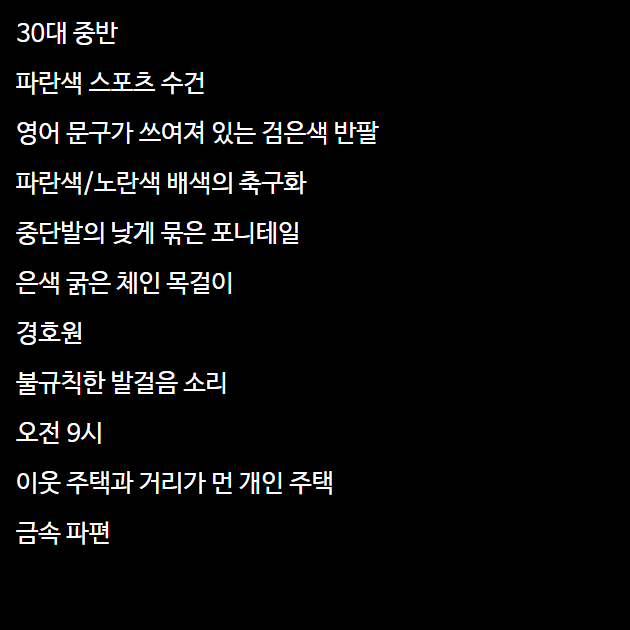 30대 중반
파란색 스포츠 수건
영어 문구가 쓰여져 있는 검은색 반팔
파란색/노란색 배색의 축구화
중단발의 낮게 묶은 포니테일
은색 굵은 체인 목걸이
경호원
불규칙한 발걸음 소리
오전 9시
이웃 주택과 거리가 먼 개인 주택
금속 파편